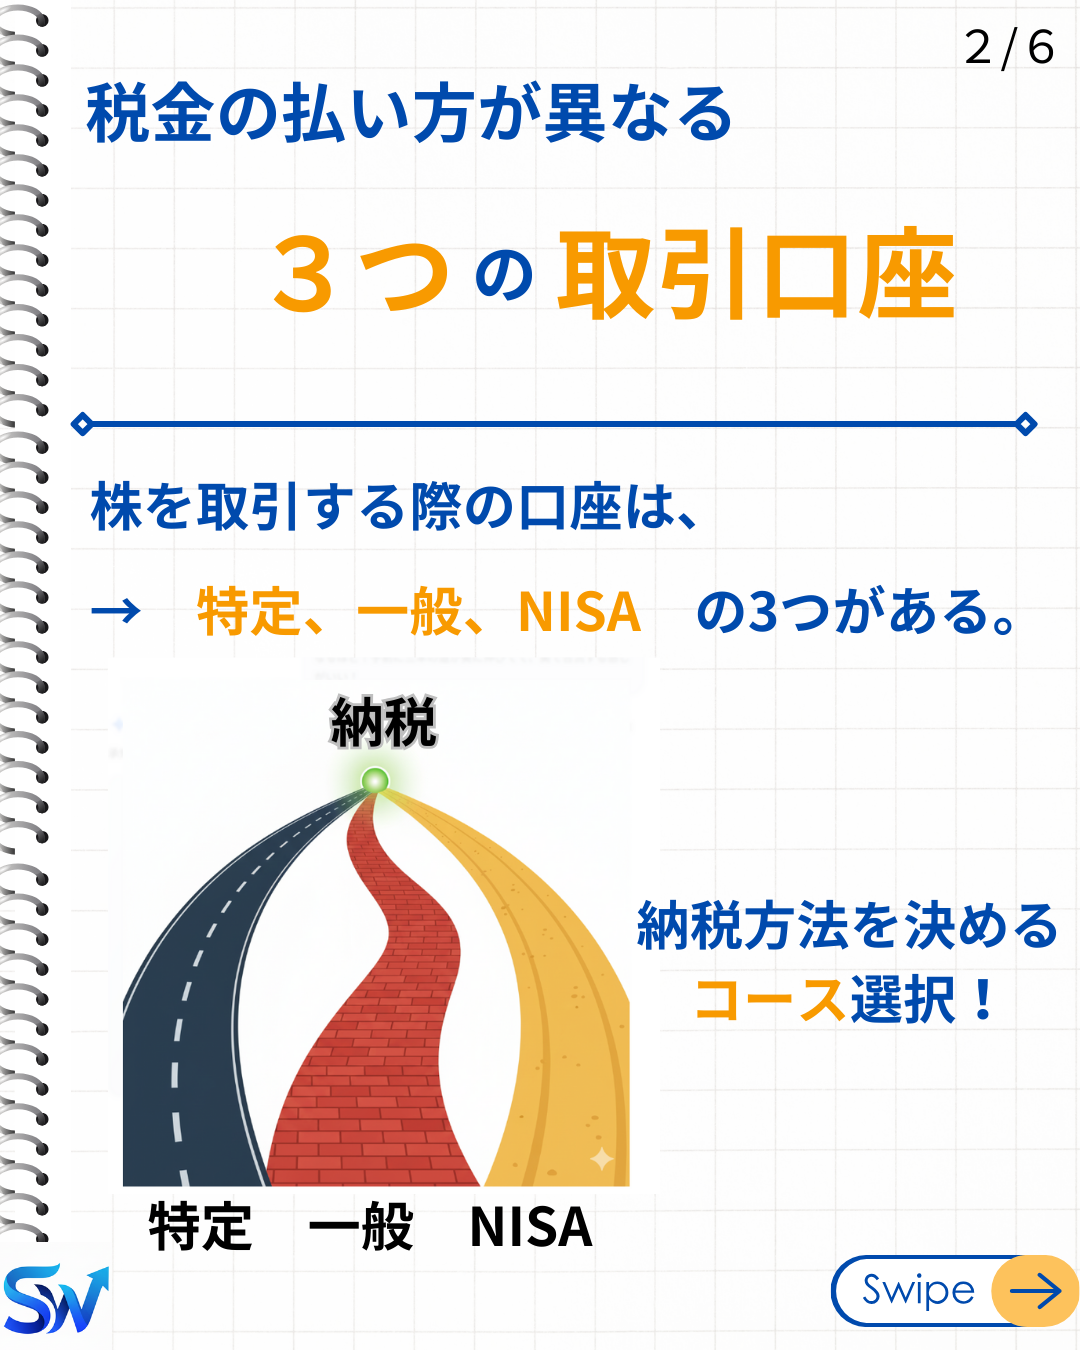 2/6
税金の払い方が異なる
3つの取引口座
株を取引する際の口座は、
→ 特定、一般、NISA の3つがある。
納税
納税方法を決める
コース選択！
特定 一般 NISA
SW
Swipe